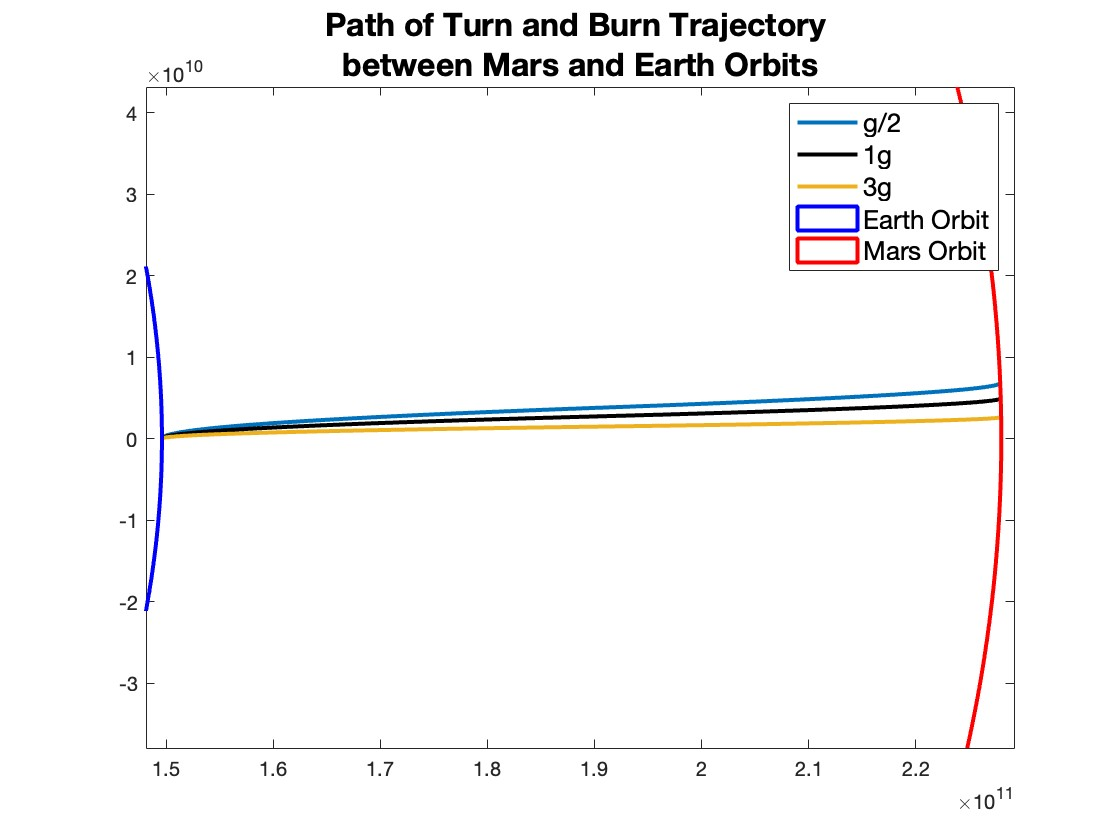 Path of Turn and Burn Trajectory
between Mars and Earth Orbits
×10^10
4
3
2
1
0
-1
-2
-3
g/2
1g
3g
Earth Orbit
Mars Orbit
1.5 1.6 1.7 1.8 1.9 2 2.1 2.2
×10^11